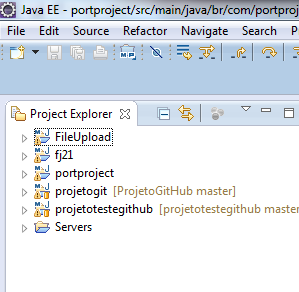 Java EE - portproject/src/main/java/br/com/portproj
File Edit Source Refactor Navigate Search P
Project Explorer
FileUpload
fj21
portproject
projetogit [ProjetoGitHub master]
projetotestegithub [projetotestegithub master
Servers